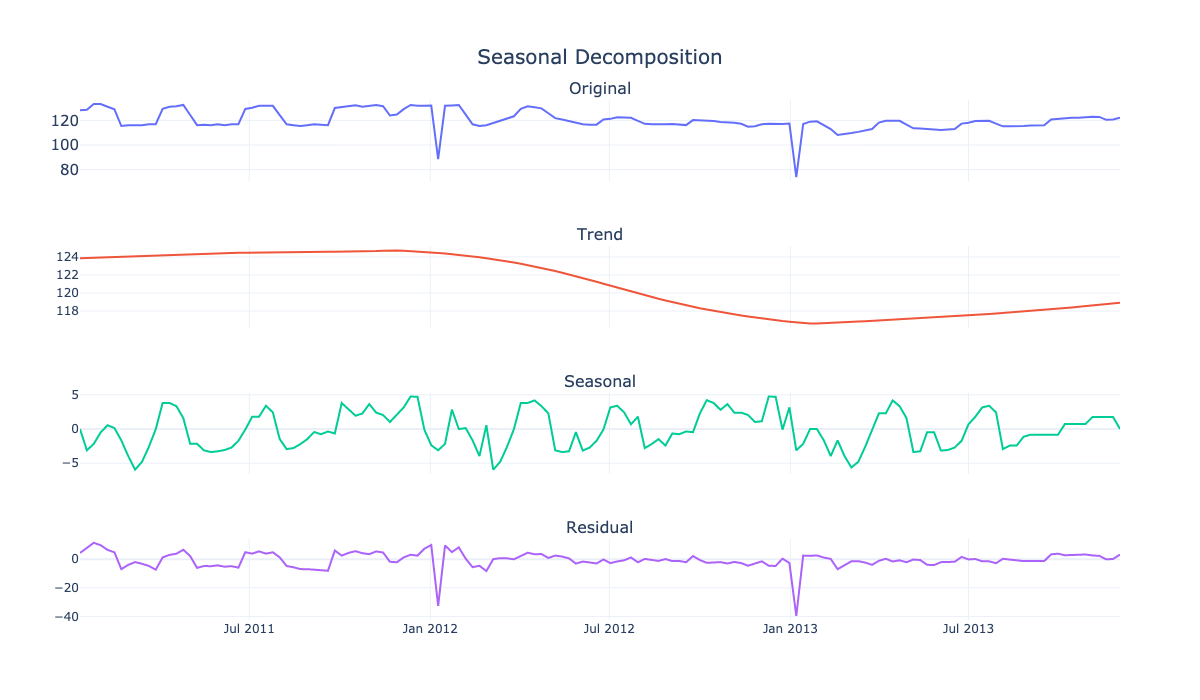 Seasonal Decomposition
Original
120
100
80
Trend
124
122
120
118
Seasonal
5
0
−5
Residual
0
−20
−40
Jul 2011 Jan 2012 Jul 2012 Jan 2013 Jul 2013